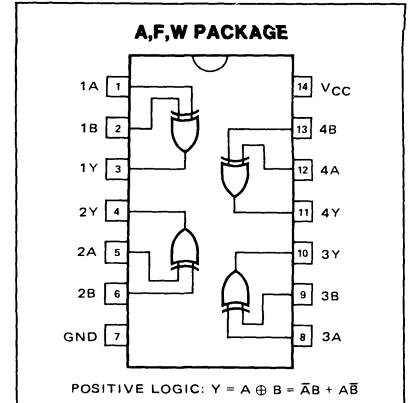 A,F,W PACKAGE
1A 1 14 VCC
1B 2 13 4B
1Y 3 12 4A
2Y 4 11 4Y
2A 5 10 3Y
2B 6 9 3B
GND 7 8 3A
POSITIVE LOGIC: Y = A ⊕ B = A̅B + AB̅